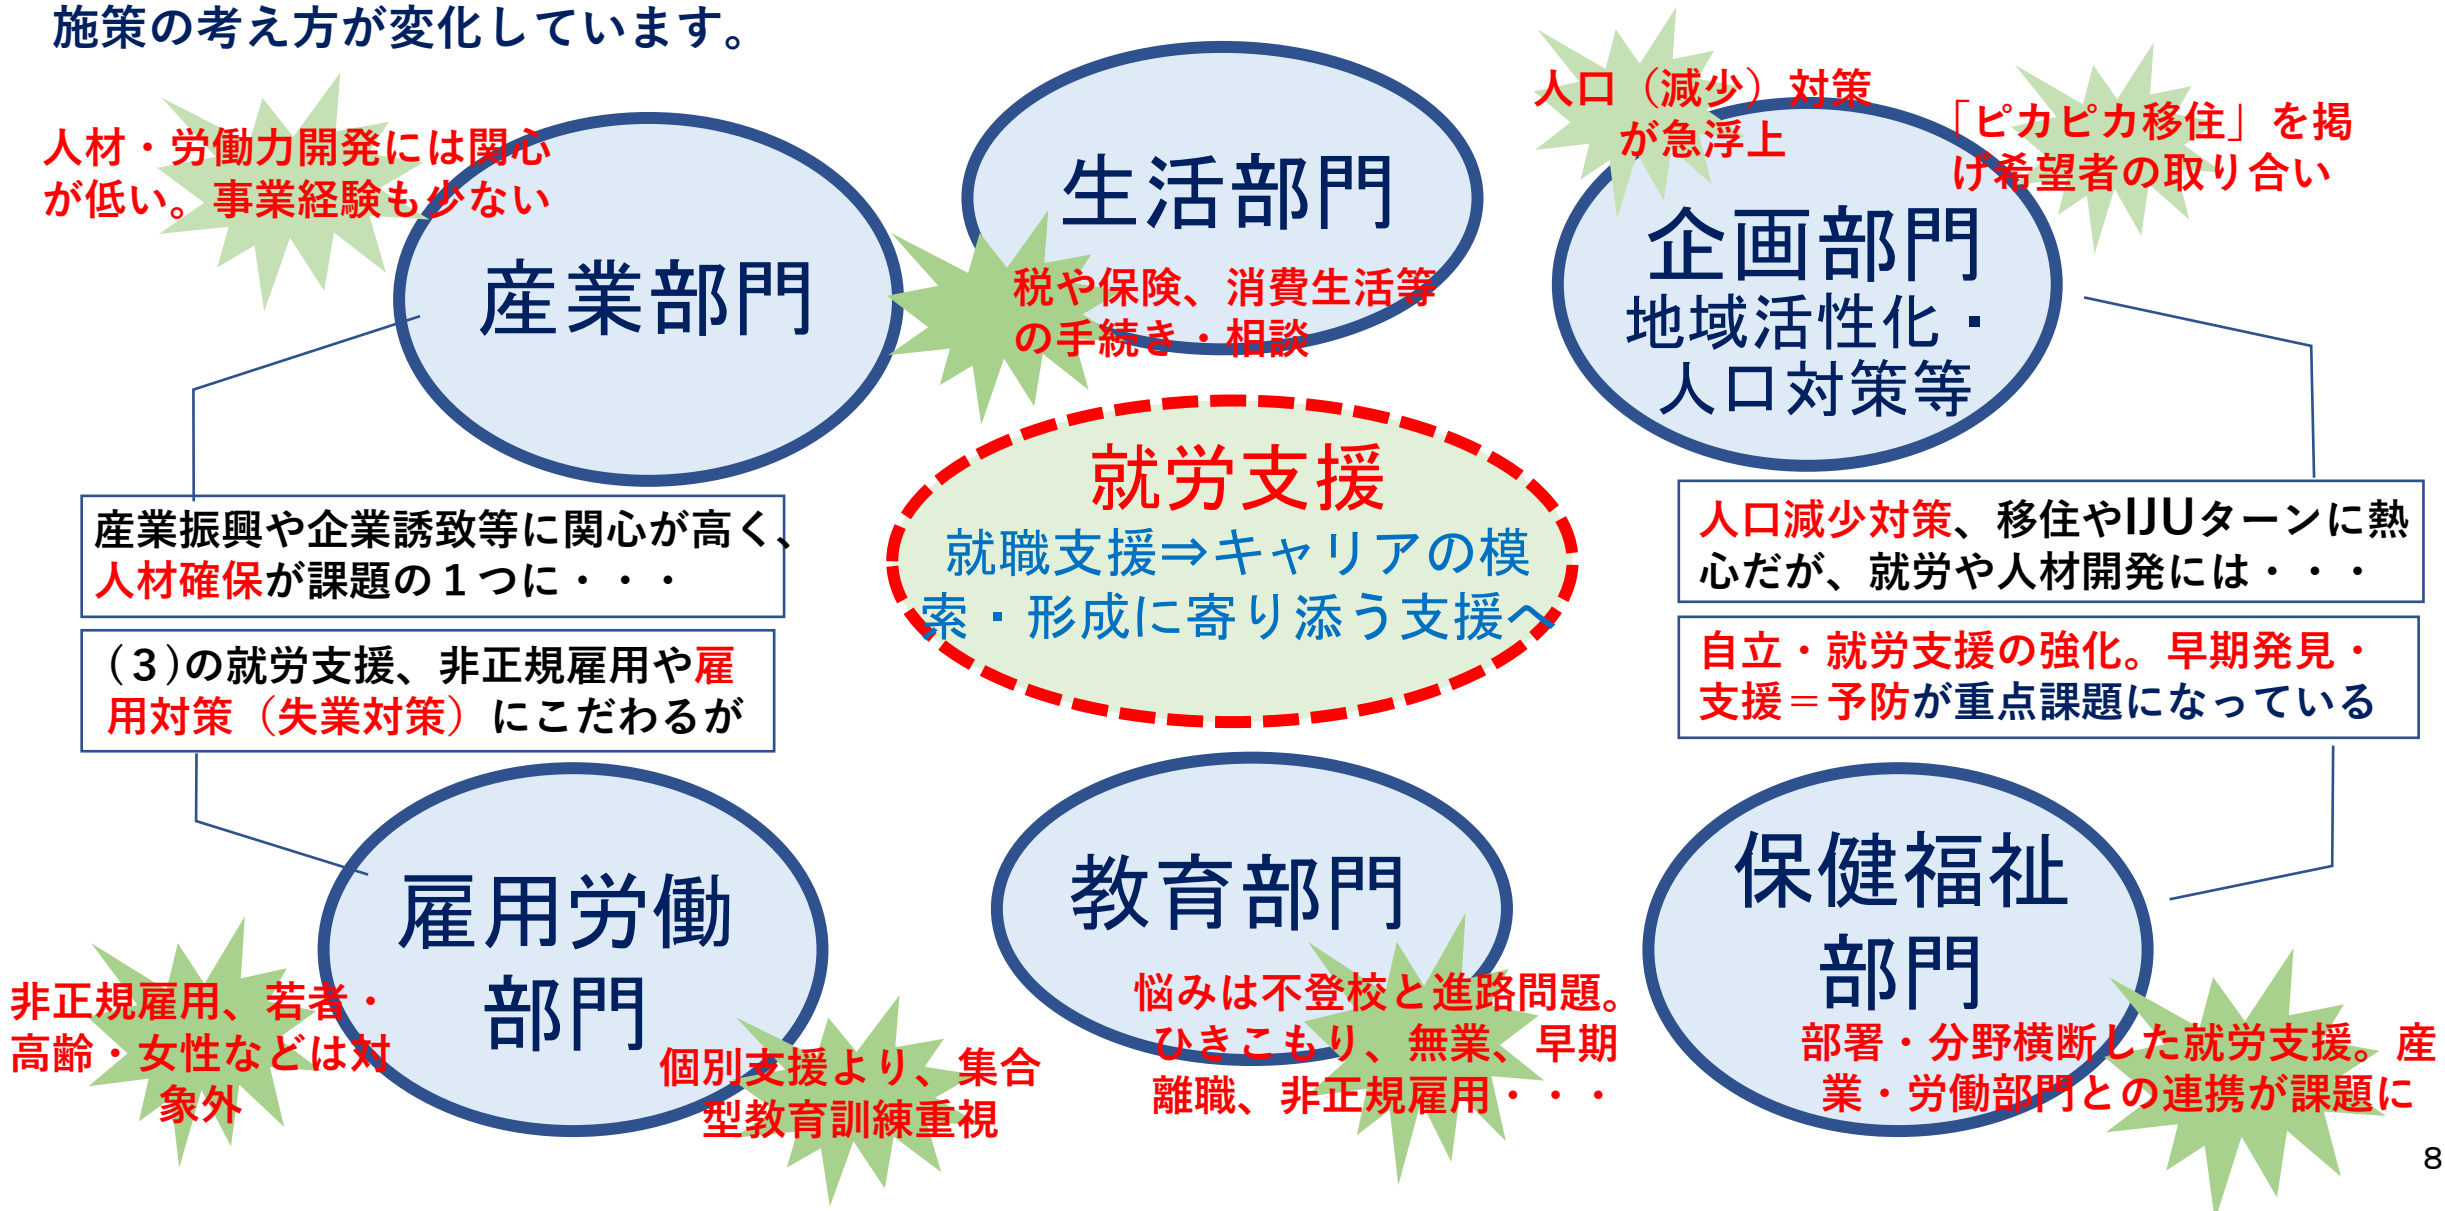 施策の考え方が変化しています。
人材・労働力開発には関心
が低い。事業経験も少ない
産業部門
生活部門
税や保険、消費生活等
の手続き・相談
人口（減少）対策
が急浮上
「ピカピカ移住」を掲
げ希望者の取り合い
企画部門
地域活性化・
人口対策等
就労支援
就職支援⇒キャリアの模
索・形成に寄り添う支援へ
産業振興や企業誘致等に関心が高く、
人材確保が課題の１つに・・・
(３)の就労支援、非正規雇用や雇
用対策（失業対策）にこだわるが
人口減少対策、移住やIJUターンに熱
心だが、就労や人材開発には・・・
自立・就労支援の強化。早期発見・
支援＝予防が重点課題になっている
雇用労働
部門
非正規雇用、若者・
高齢・女性などは対
象外
個別支援より、集合
型教育訓練重視
教育部門
悩みは不登校と進路問題。
ひきこもり、無業、早期
離職、非正規雇用・・・
保健福祉
部門
部署・分野横断した就労支援。産
業・労働部門との連携が課題に
8